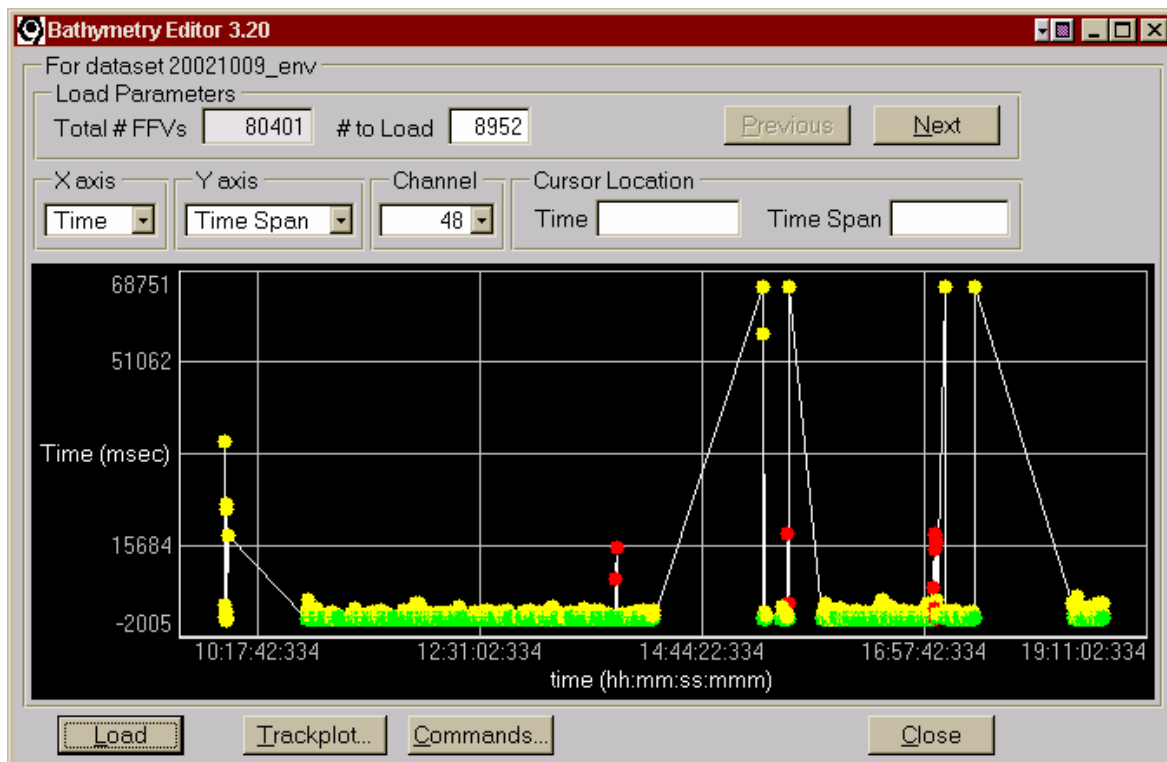 Bathymetry Editor 3.20
For dataset 20021009_env
Load Parameters
Total # FFVs 80401 # to Load 8952 Previous Next
X axis Y axis Channel Cursor Location
Time Time Span 48 Time Time Span
68751
51062
Time (msec)
15684
-2005
10:17:42:334 12:31:02:334 14:44:22:334 16:57:42:334 19:11:02:334
time (hh:mm:ss:mmm)
Load Trackplot... Commands... Close